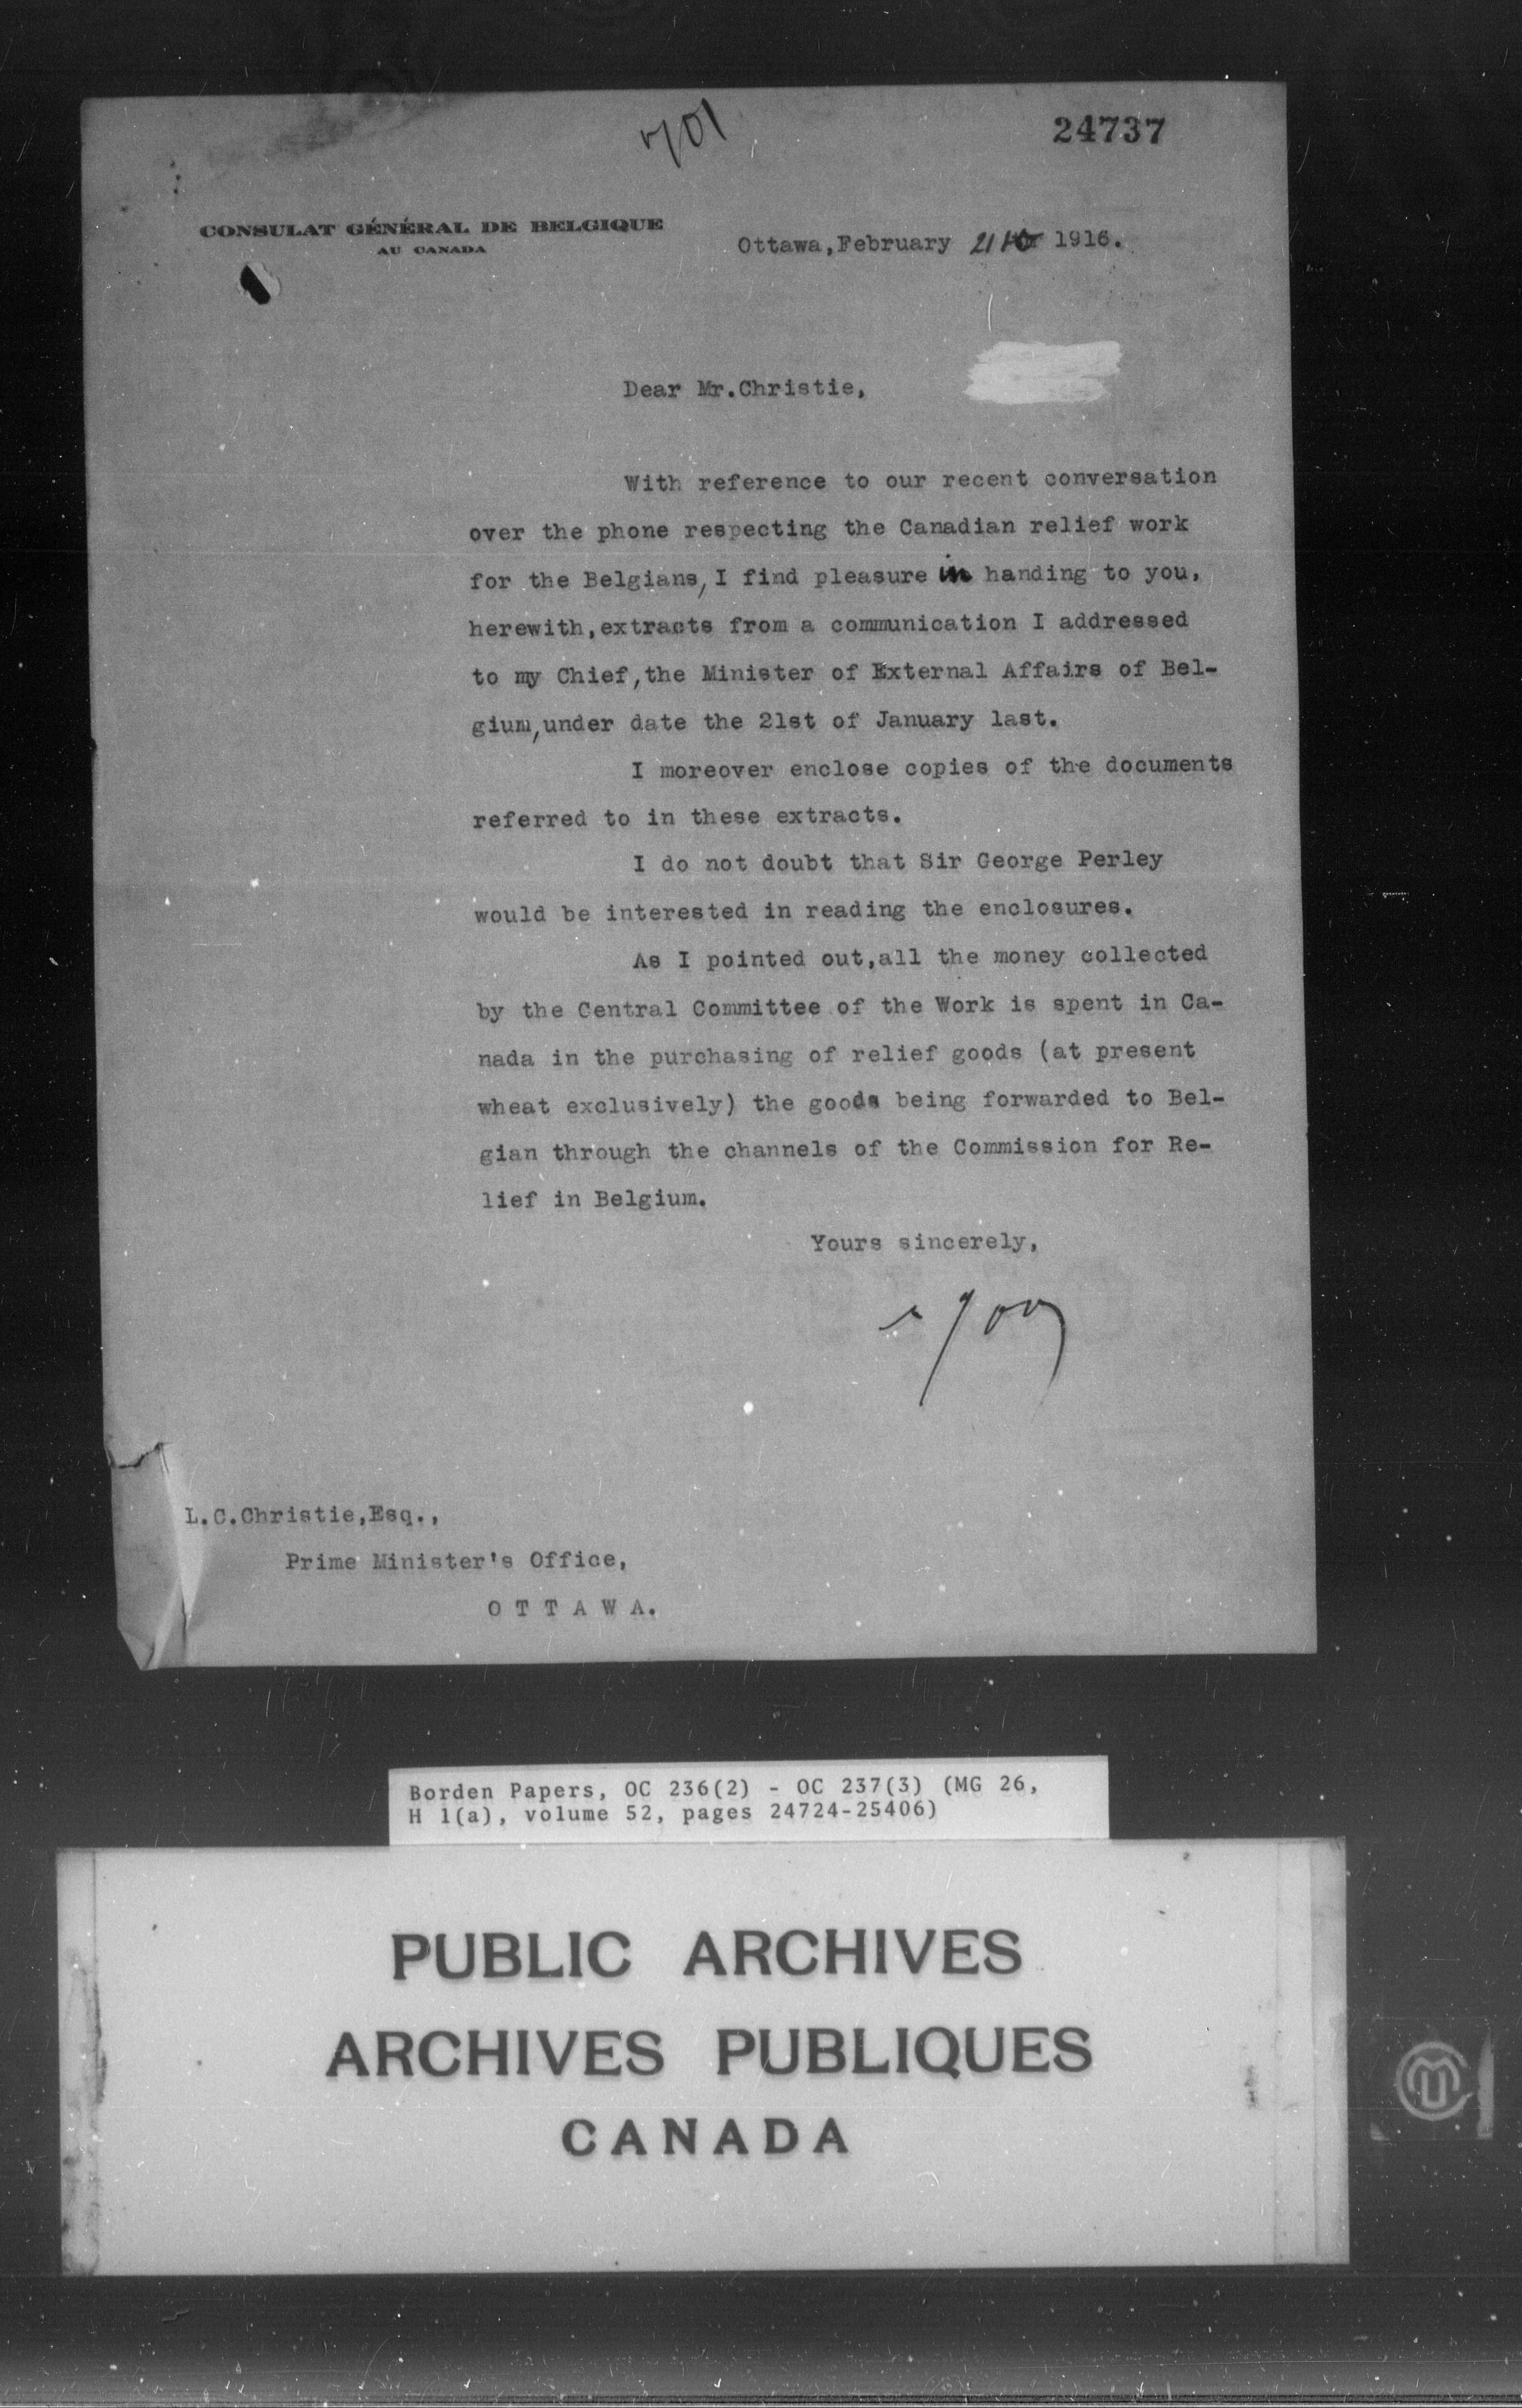 701
24737
CONSULAT GÉNÉRAL DE BELGIQUE
AU CANADA
Ottawa,February 21 1916.
Dear Mr.Christie,
With reference to our recent conversation
over the phone respecting the Canadian relief work
for the Belgians, I find pleasure in handing to you,
herewith,extracts from a communication I addressed
to my Chief,the Minister of External Affairs of Bel-
gium,under date the 21st of January last.
I moreover enclose copies of the documents
referred to in these extracts.
I do not doubt that Sir George Perley
would be interested in reading the enclosures.
As I pointed out,all the money collected
by the Central Committee of the Work is spent in Ca-
nada in the purchasing of relief goods (at present
wheat exclusively) the goods being forwarded to Bel-
gian through the channels of the Commission for Re-
lief in Belgium.
Yours sincerely,
L.C.Christie,Esq.,
Prime Minister's Office,
O T T A W A.
Borden Papers, OC 236(2) - OC 237(3) (MG 26,
H 1(a), volume 52, pages 24724-25406)
PUBLIC ARCHIVES
ARCHIVES PUBLIQUES
CANADA